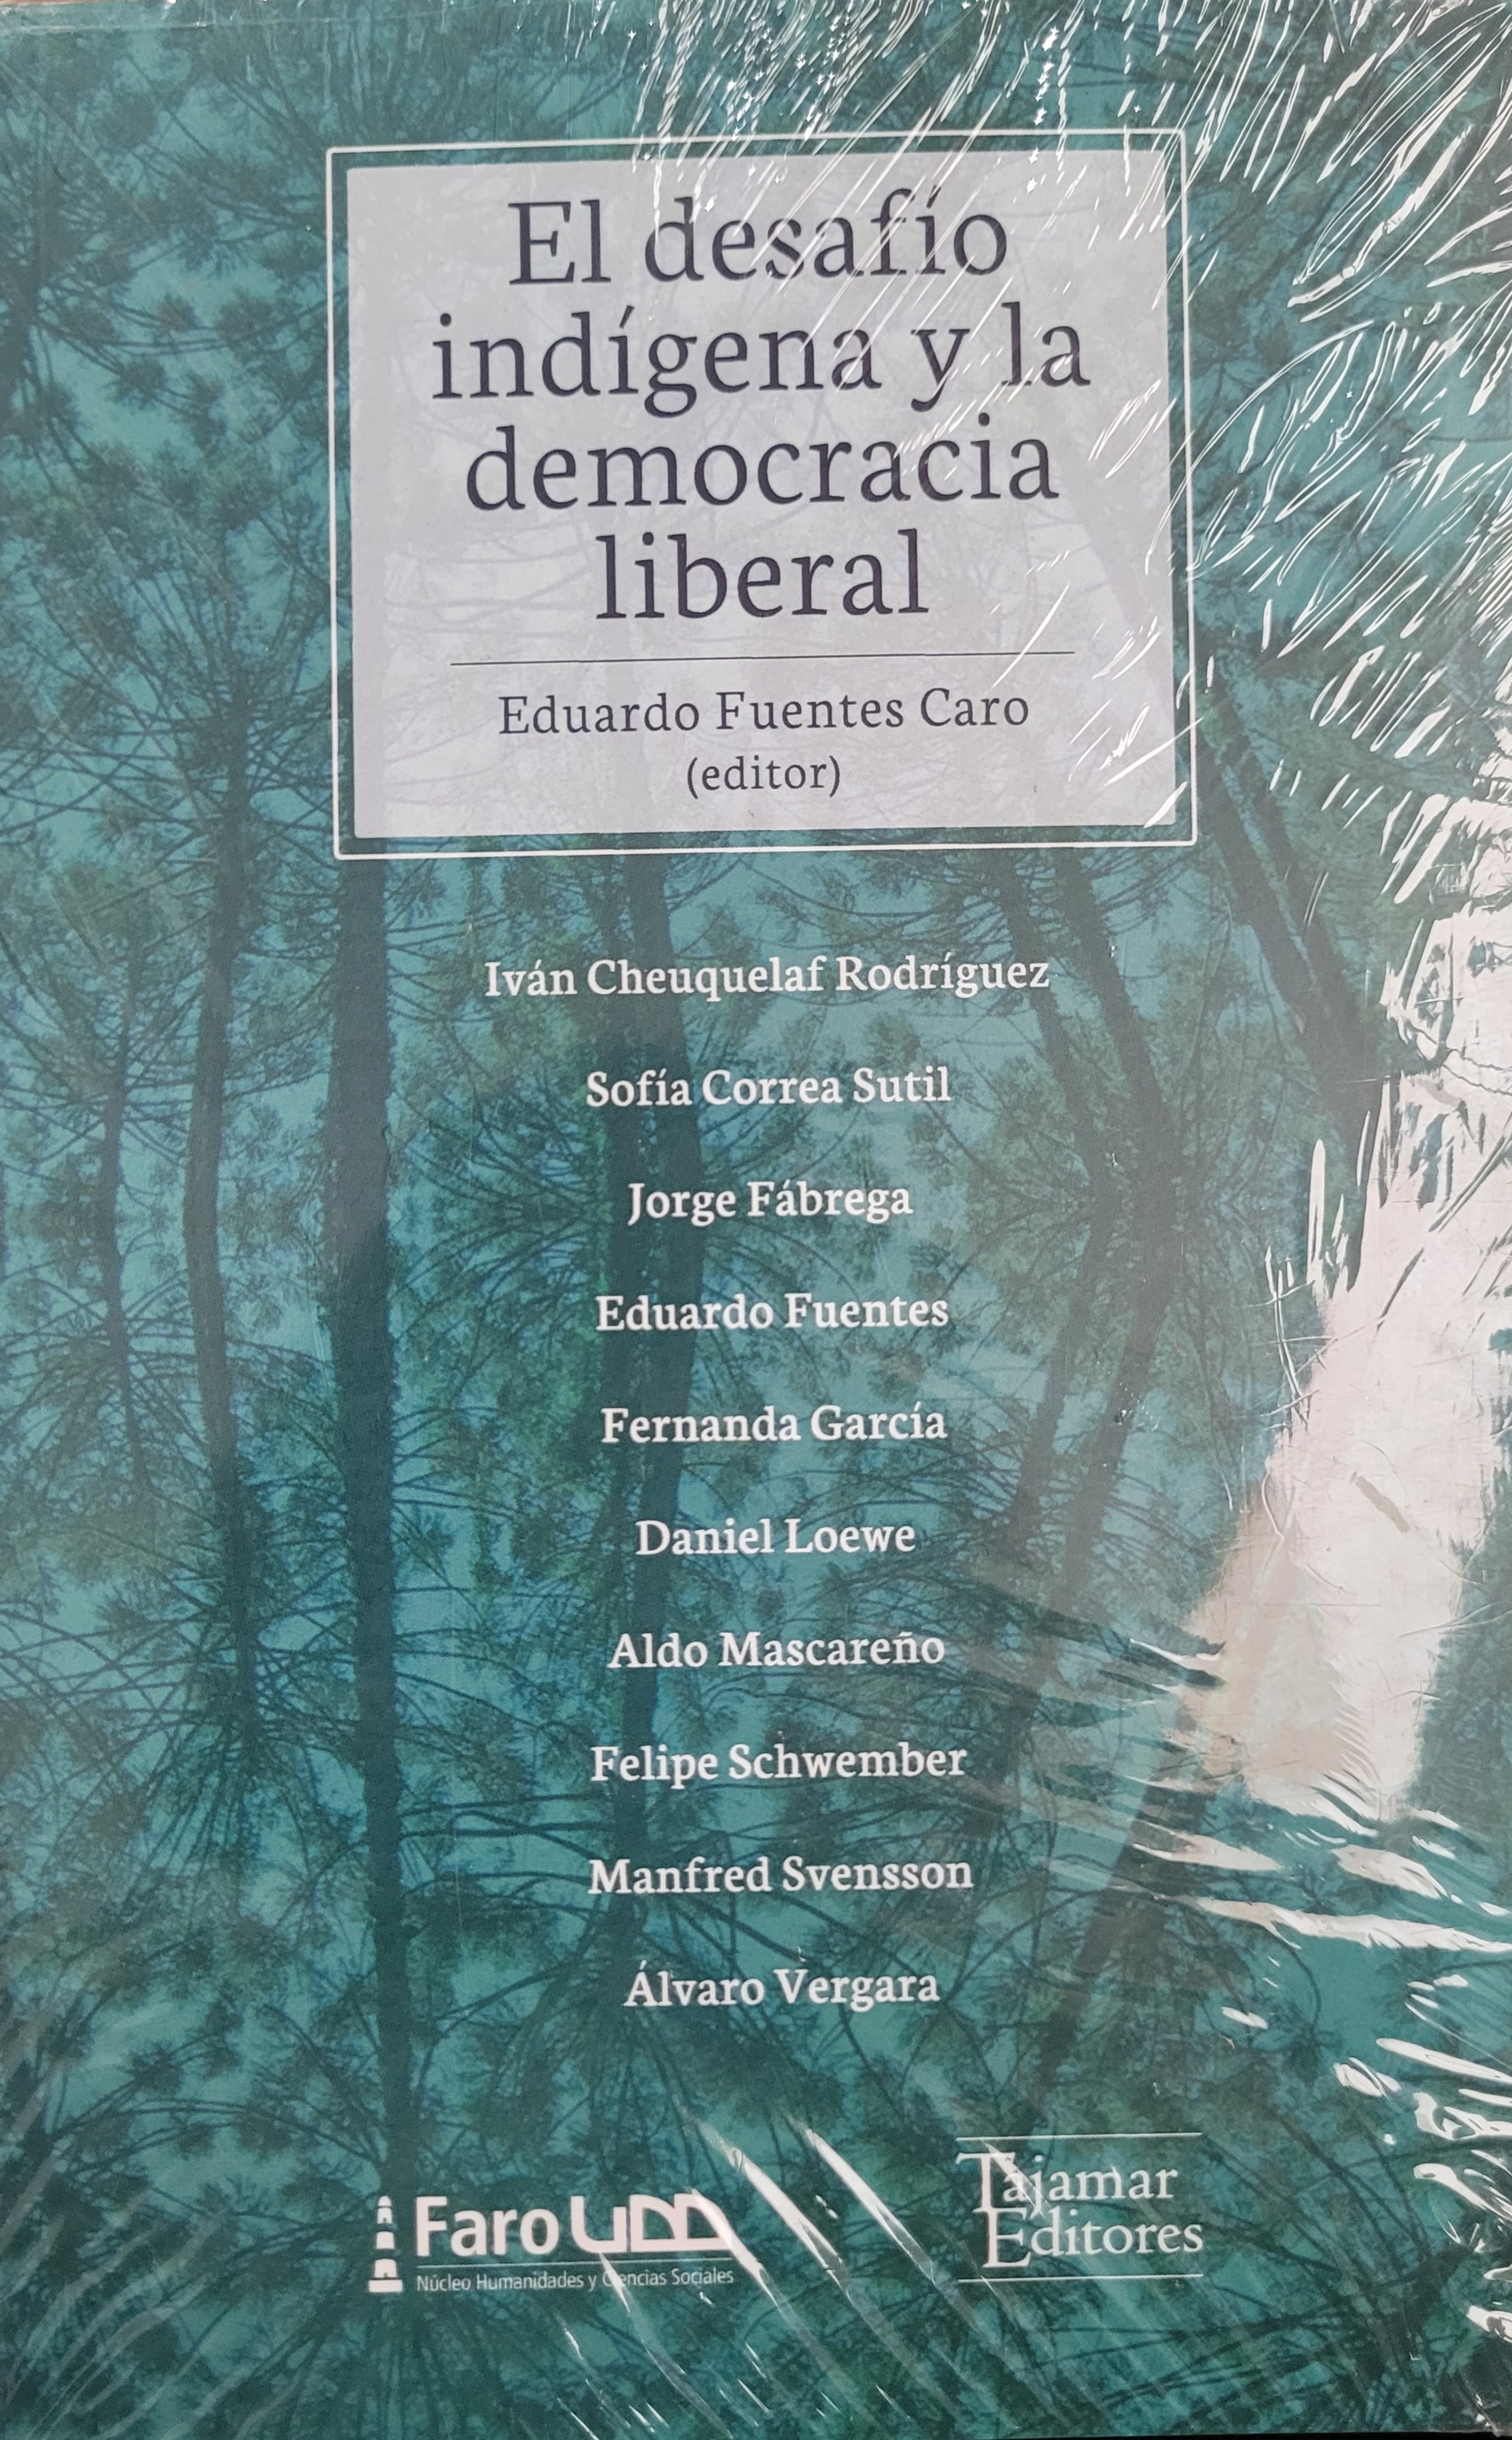 El desafío
indígena y la
democracia
liberal
Eduardo Fuentes Caro
(editor)
Iván Cheuquelaf Rodríguez
Sofía Correa Sutil
Jorge Fábrega
Eduardo Fuentes
Fernanda García
Daniel Loewe
Aldo Mascareño
Felipe Schwember
Manfred Svensson
Álvaro Vergara
Faro UDD
Núcleo Humanidades y Ciencias Sociales
Tajamar
Editores